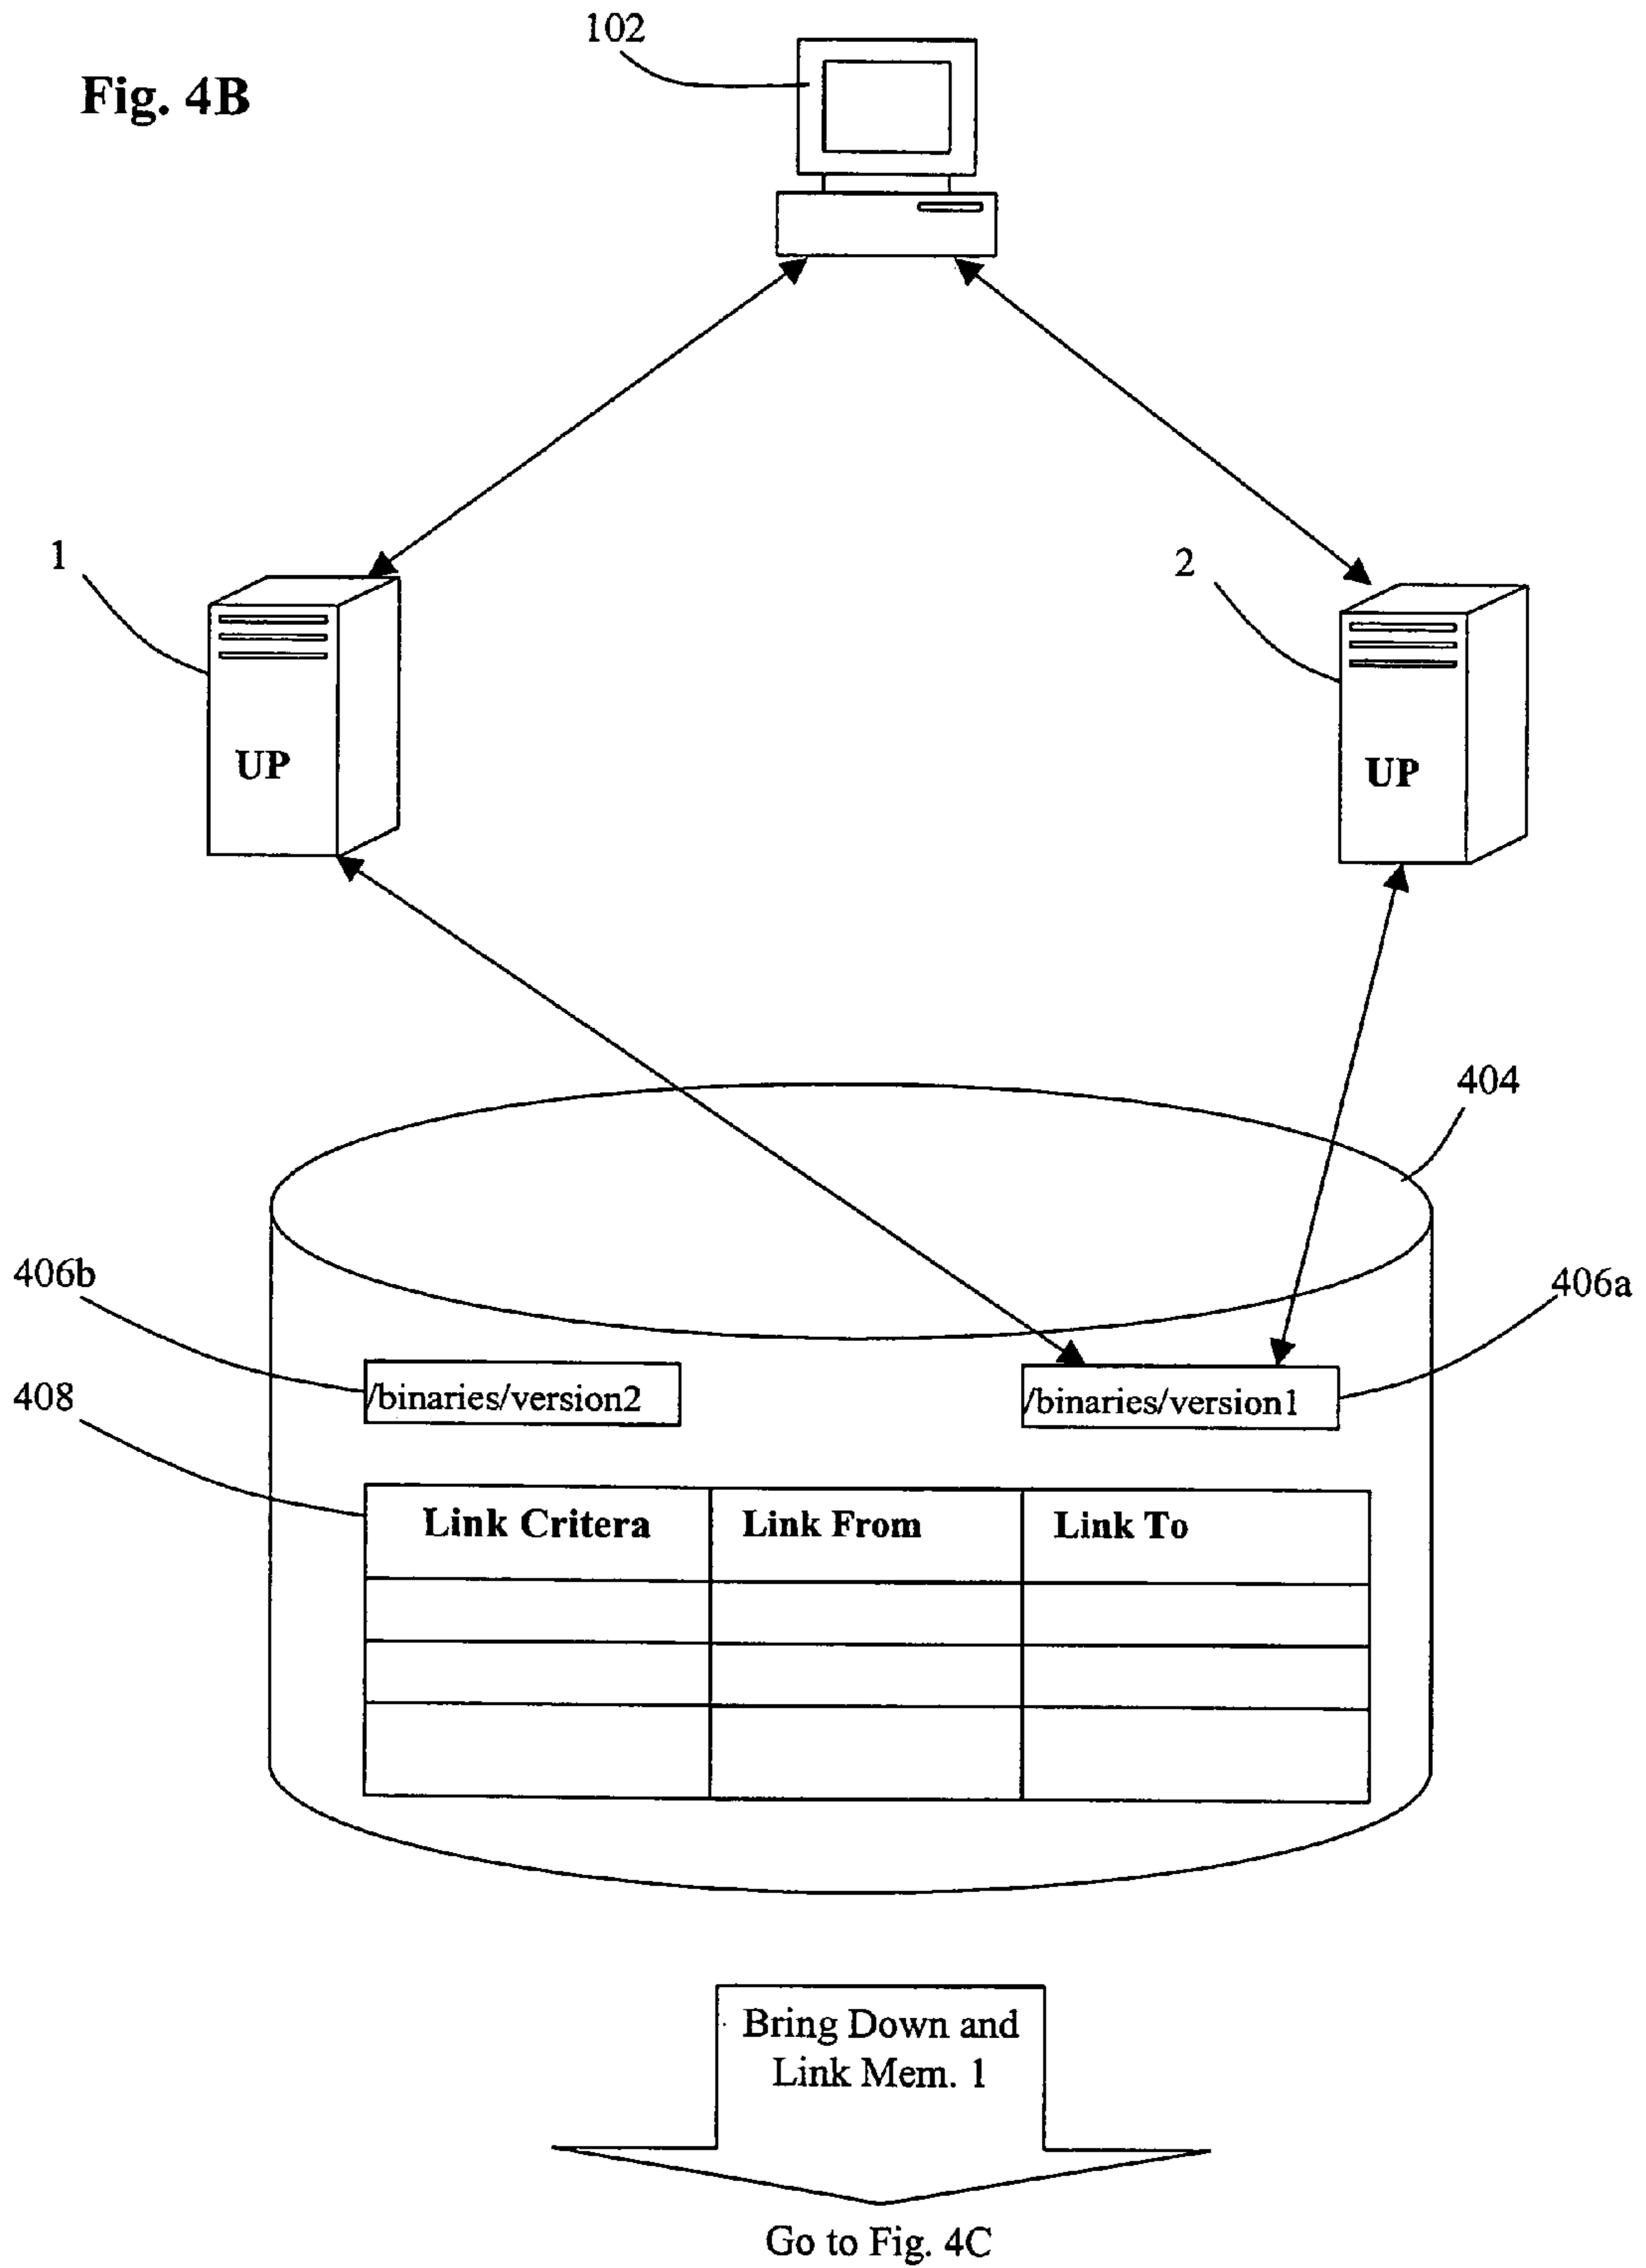 102
Fig. 4B
1
2
UP
UP
404
406b
406a
/binaries/version2
/binaries/version1
408
Link Critera
Link From
Link To
Bring Down and
Link Mem. 1
Go to Fig. 4C